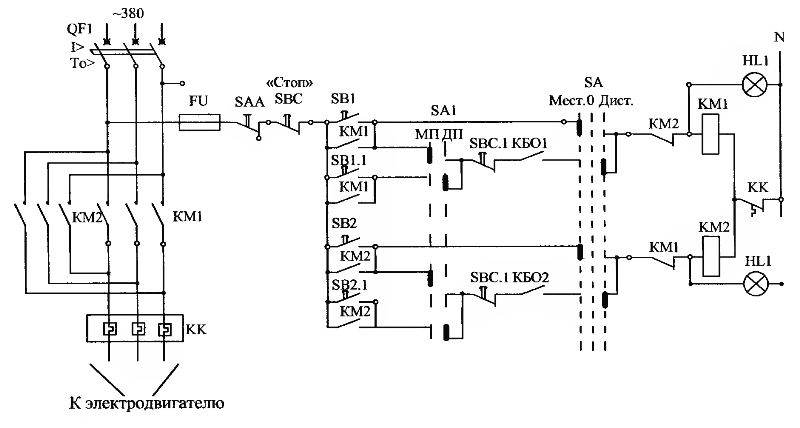 ~380
QF1
I>
To>
FU
SAA
«Стоп»
SBC
SB1
KM1
SB1.1
KM1
SB2
KM2
SB2.1
KM2
SA1
МП ДП
SBC.1 КБО1
SBC.1 КБО2
SA
Мест. 0 Дист.
KM2
KM1
HL1
N
KK
KM1
KM2
HL1
KM2
KM1
KK
К электродвигателю